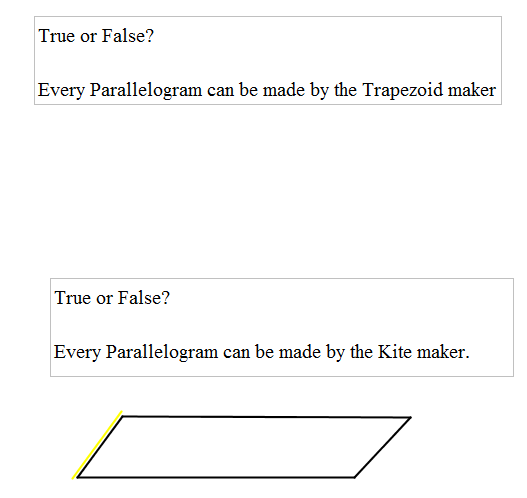 True or False?
Every Parallelogram can be made by the Trapezoid maker
True or False?
Every Parallelogram can be made by the Kite maker.